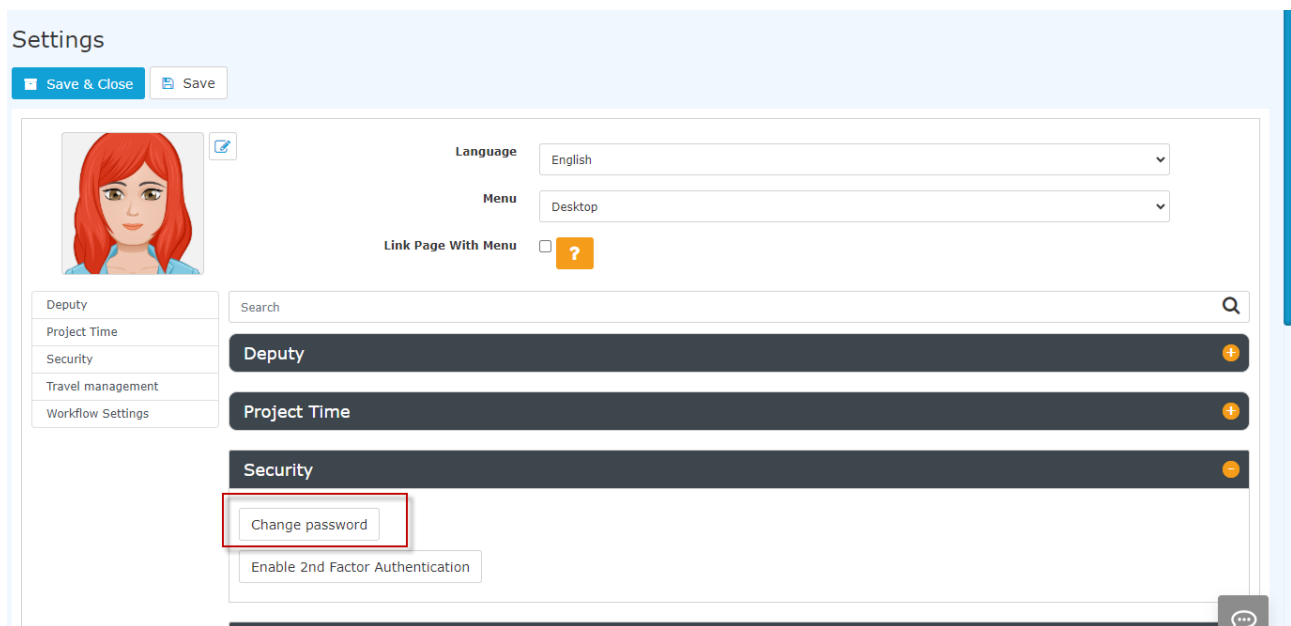 Settings
Save & Close
Save
Language
English
Menu
Desktop
Link Page With Menu
?
Deputy
Project Time
Security
Travel management
Workflow Settings
Search
Deputy
Project Time
Security
Change password
Enable 2nd Factor Authentication